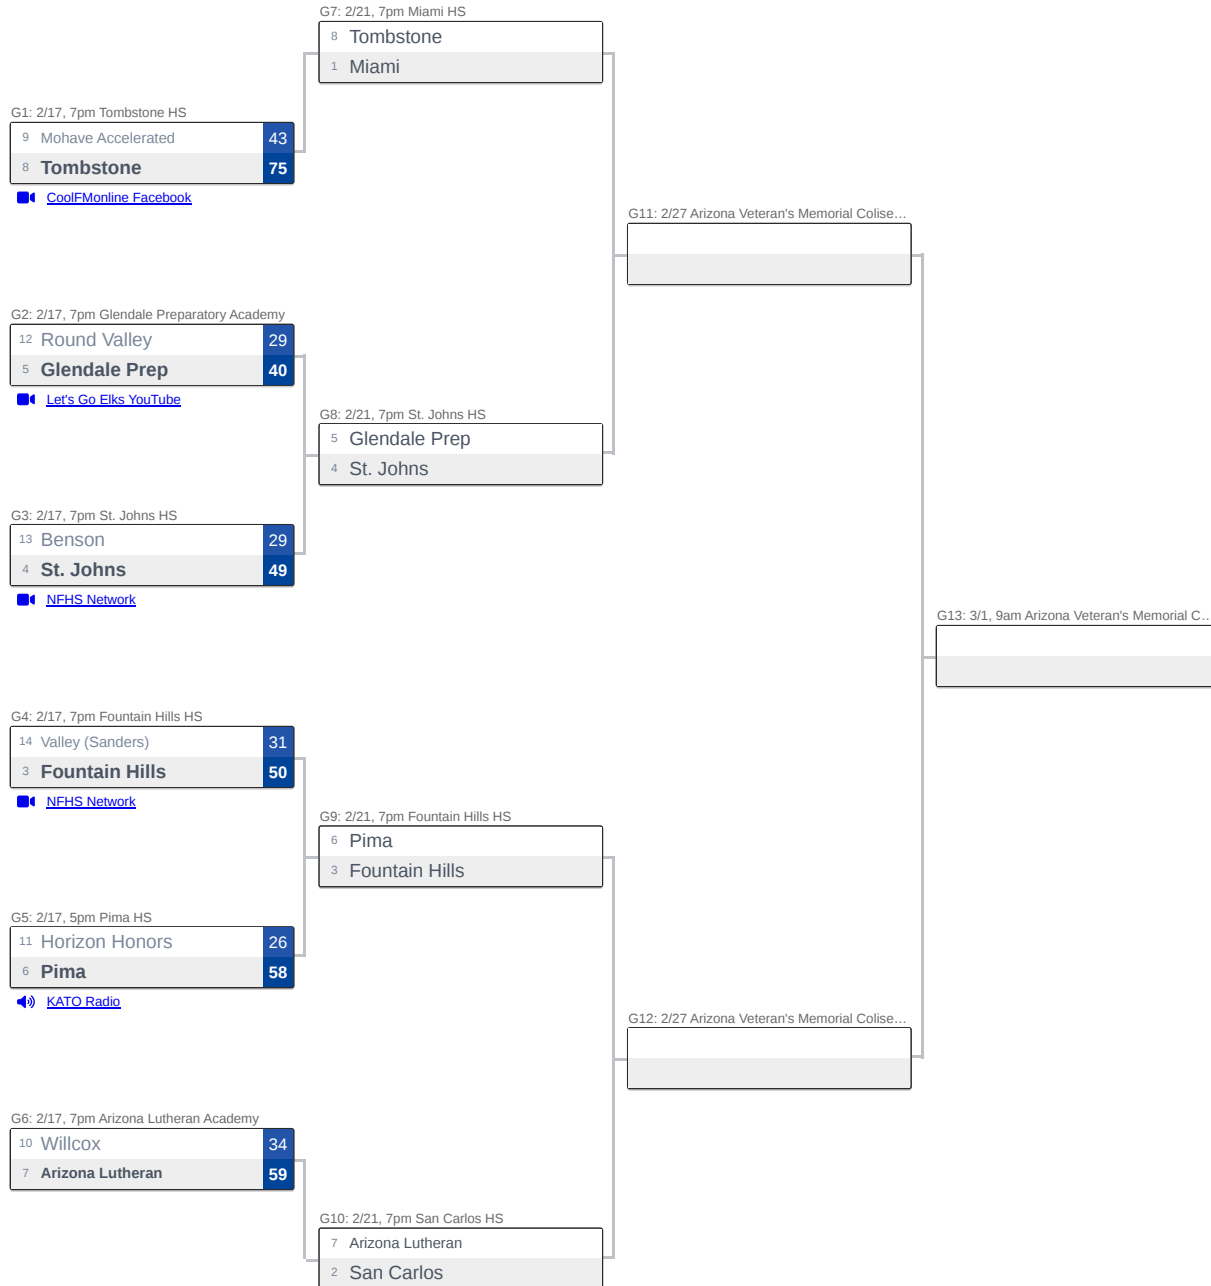 G7: 2/21, 7pm Miami HS
8 Tombstone
1 Miami
G1: 2/17, 7pm Tombstone HS
9 Mohave Accelerated 43
8 Tombstone 75
CoolFMonline Facebook
G11: 2/27 Arizona Veteran's Memorial Colise…
G2: 2/17, 7pm Glendale Preparatory Academy
12 Round Valley 29
5 Glendale Prep 40
Let's Go Elks YouTube
G8: 2/21, 7pm St. Johns HS
5 Glendale Prep
4 St. Johns
G3: 2/17, 7pm St. Johns HS
13 Benson 29
4 St. Johns 49
NFHS Network
G13: 3/1, 9am Arizona Veteran's Memorial C…
G4: 2/17, 7pm Fountain Hills HS
14 Valley (Sanders) 31
3 Fountain Hills 50
NFHS Network
G9: 2/21, 7pm Fountain Hills HS
6 Pima
3 Fountain Hills
G5: 2/17, 5pm Pima HS
11 Horizon Honors 26
6 Pima 58
KATO Radio
G12: 2/27 Arizona Veteran's Memorial Colise…
G6: 2/17, 7pm Arizona Lutheran Academy
10 Willcox 34
7 Arizona Lutheran 59
G10: 2/21, 7pm San Carlos HS
7 Arizona Lutheran
2 San Carlos